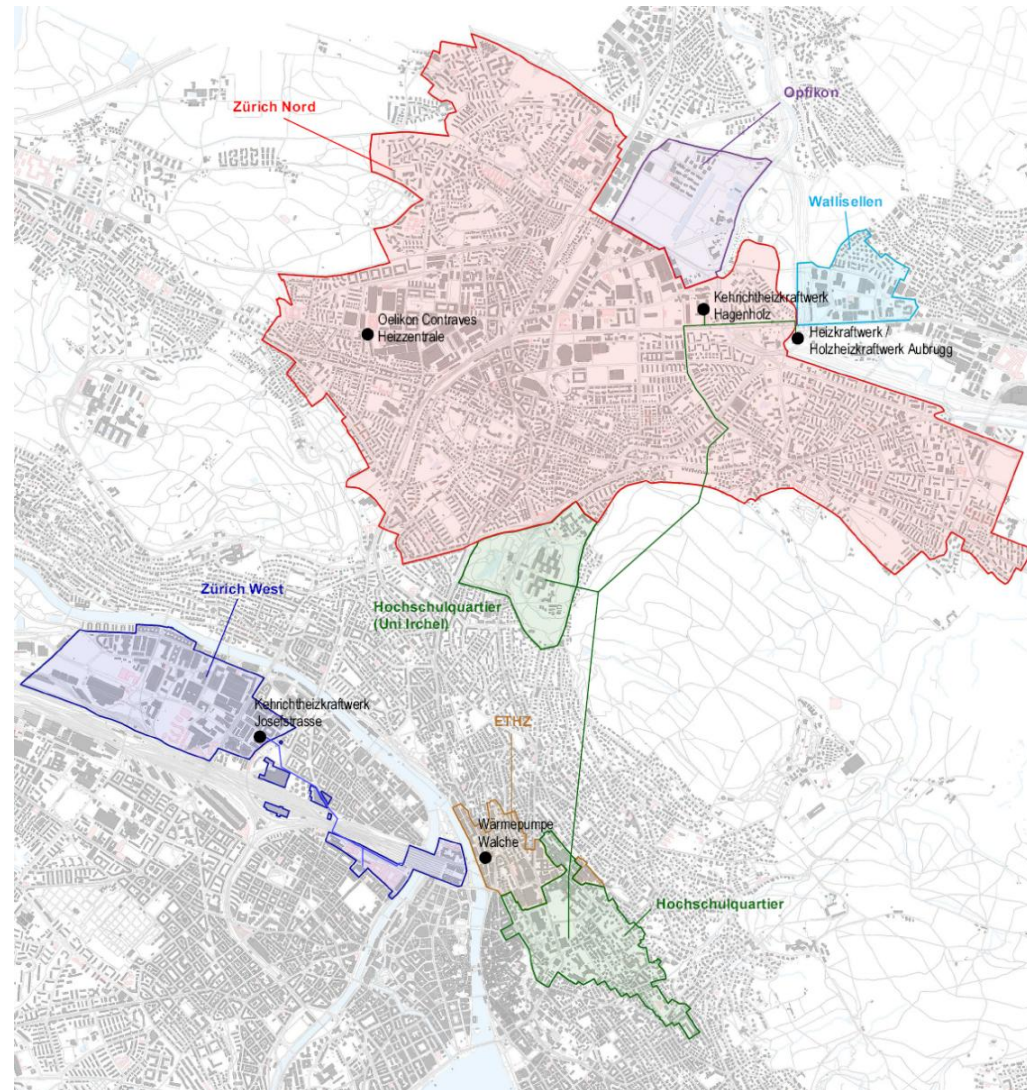 Zürich Nord
Opfikon
Wallisellen
Kehrichtheizkraftwerk
Hagenholz
Oelikon Contraves
Heizzentrale
Heizkraftwerk /
Holzheizkraftwerk Aubrugg
Zürich West
Hochschulquartier
(Uni Irchel)
Kehrichtheizkraftwerk
Josefstrasse
ETHZ
Wärmepumpe
Walche
Hochschulquartier